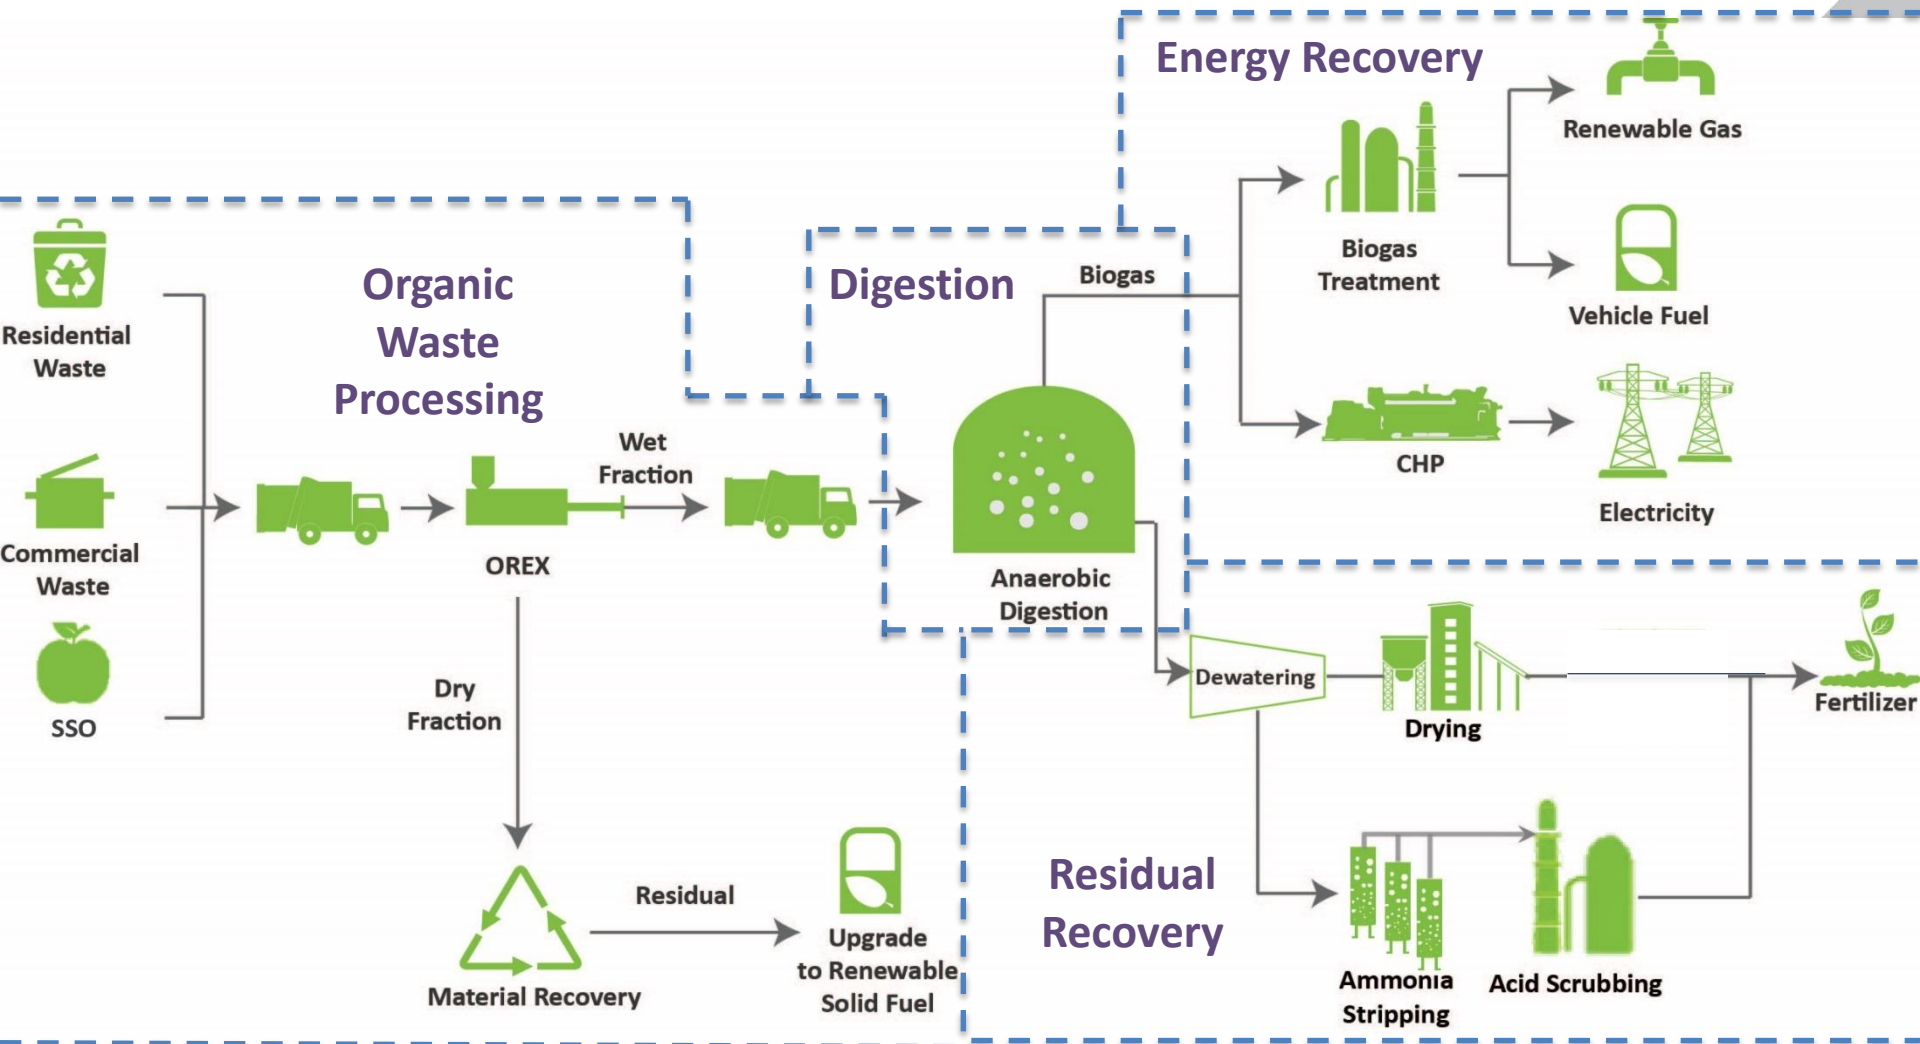 Energy Recovery
Renewable Gas
Biogas
Treatment
Vehicle Fuel
CHP
Electricity
Organic
Waste
Processing
Residential
Waste
Commercial
Waste
SSO
OREX
Wet
Fraction
Dry
Fraction
Material Recovery
Residual
Upgrade
to Renewable
Solid Fuel
Digestion
Biogas
Anaerobic
Digestion
Dewatering
Drying
Fertilizer
Residual
Recovery
Ammonia
Stripping
Acid Scrubbing